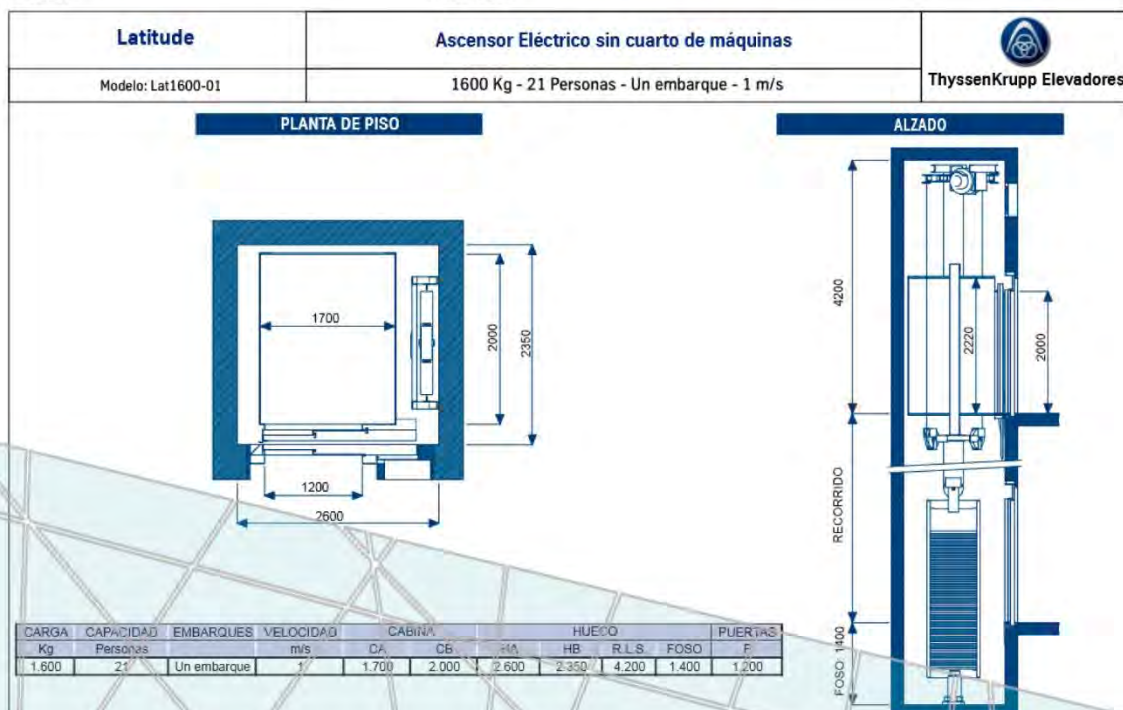 Latitude
Ascensor Eléctrico sin cuarto de máquinas
ThyssenKrupp Elevadores
Modelo: Lat1600-01
1600 Kg - 21 Personas - Un embarque - 1 m/s
PLANTA DE PISO
ALZADO
1700
2000
2350
1200
2600
4200
2220
2000
RECORRIDO
FOSO 1400
CARGA CAPACIDAD EMBARQUES VELOCIDAD CABINA HUECO PUERTAS
Kg Personas m/s CA CB HA HB R.L.S. FOSO P
1.600 21 Un embarque 1 1.700 2.000 2.600 2.350 4.200 1.400 1.200